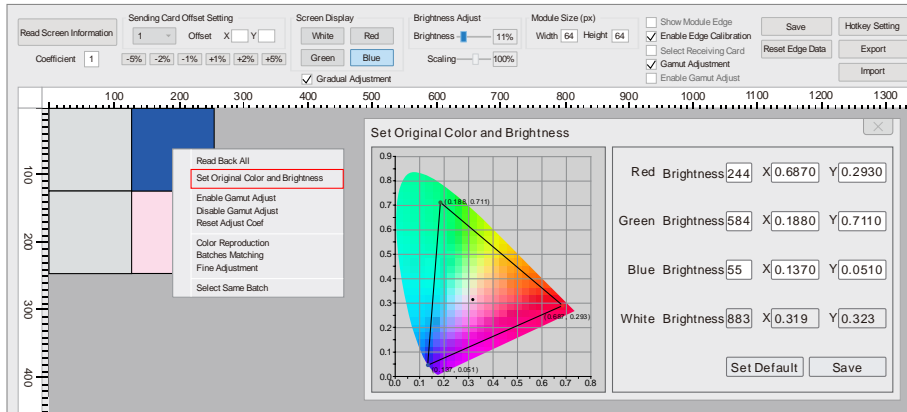 Sending Card Offset Setting
Screen Display
Brightness Adjust
Module Size (px)
Read Screen Information
1
Offset X Y
White Red
Brightness 11%
Width 64 Height 64
Show Module Edge
Enable Edge Calibration
Select Receiving Card
Gamut Adjustment
Enable Gamut Adjust
Save
Hotkey Setting
Reset Edge Data
Export
Import
Coefficient 1
-5% -2% -1% +1% +2% +5%
Green Blue
Scaling 100%
Gradual Adjustment
100 200 300 400 500 600 700 800 900 1000 1100 1200 1300
100
200
300
400
Read Back All
Set Original Color and Brightness
Enable Gamut Adjust
Disable Gamut Adjust
Reset Adjust Coef
Color Reproduction
Batches Matching
Fine Adjustment
Select Same Batch
Set Original Color and Brightness
0.9
0.7
0.6
0.5
0.4
0.3
0.2
0.1
0.0
0.0 0.1 0.2 0.3 0.4 0.5 0.6 0.7 0.8
(0.188, 0.711)
, 0.293)
, 0.051)
Red Brightness 244 X 0.6870 Y 0.2930
Green Brightness 584 X 0.1880 Y 0.7110
Blue Brightness 55 X 0.1370 Y 0.0510
White Brightness 883 X 0.319 Y 0.323
Set Default Save